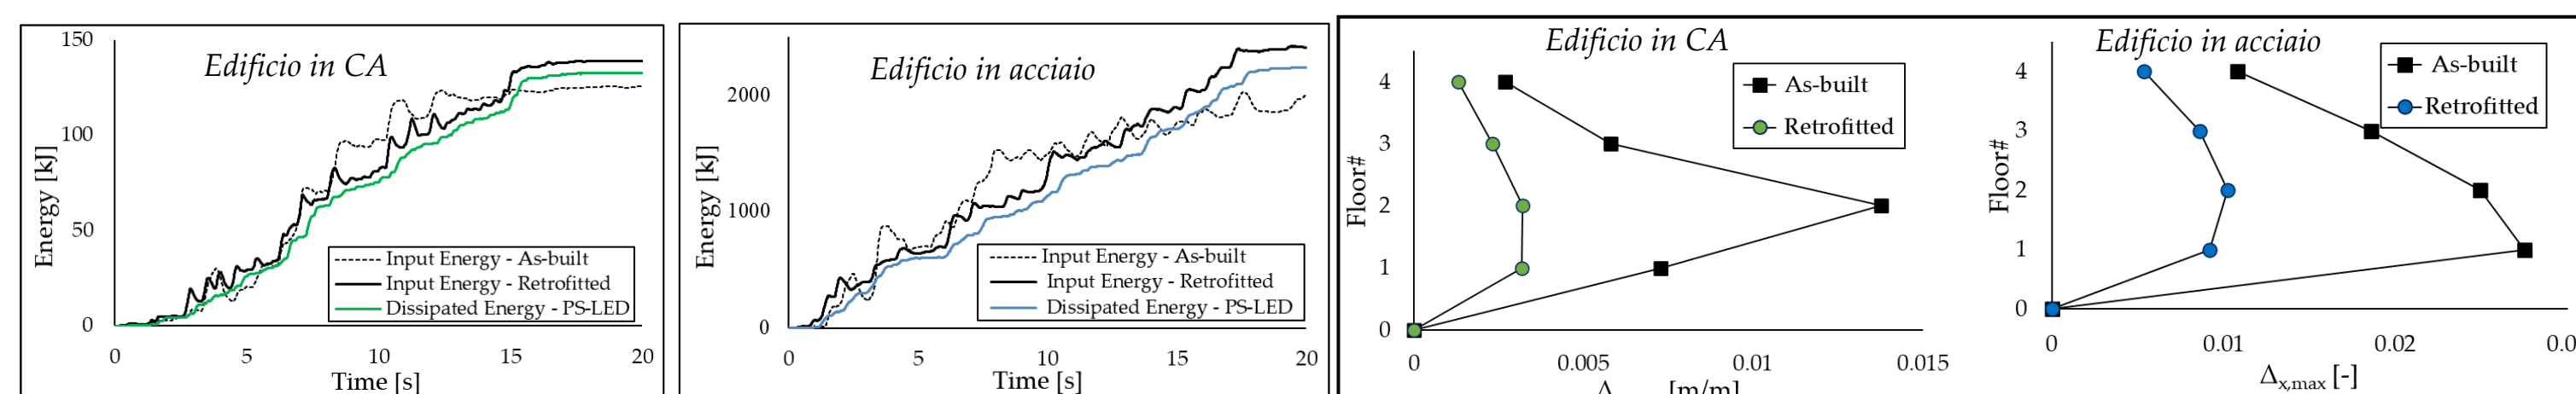 Edificio in CA
150
100
50
0
Energy [kJ]
Input Energy - As-built
Input Energy - Retrofitted
Dissipated Energy - PS-LED
0 5 10 15 20
Time [s]
Edificio in acciaio
2000
1000
0
Energy [kJ]
Input Energy - As-built
Input Energy - Retrofitted
Dissipated Energy - PS-LED
0 5 10 15 20
Time [s]
Edificio in CA
As-built
Retrofitted
4
3
2
1
0
Floor#
0 0.005 0.01 0.015
[m/m]
Edificio in acciaio
As-built
Retrofitted
4
3
2
1
0
Floor#
0 0.01 0.02
Δx,max [-]